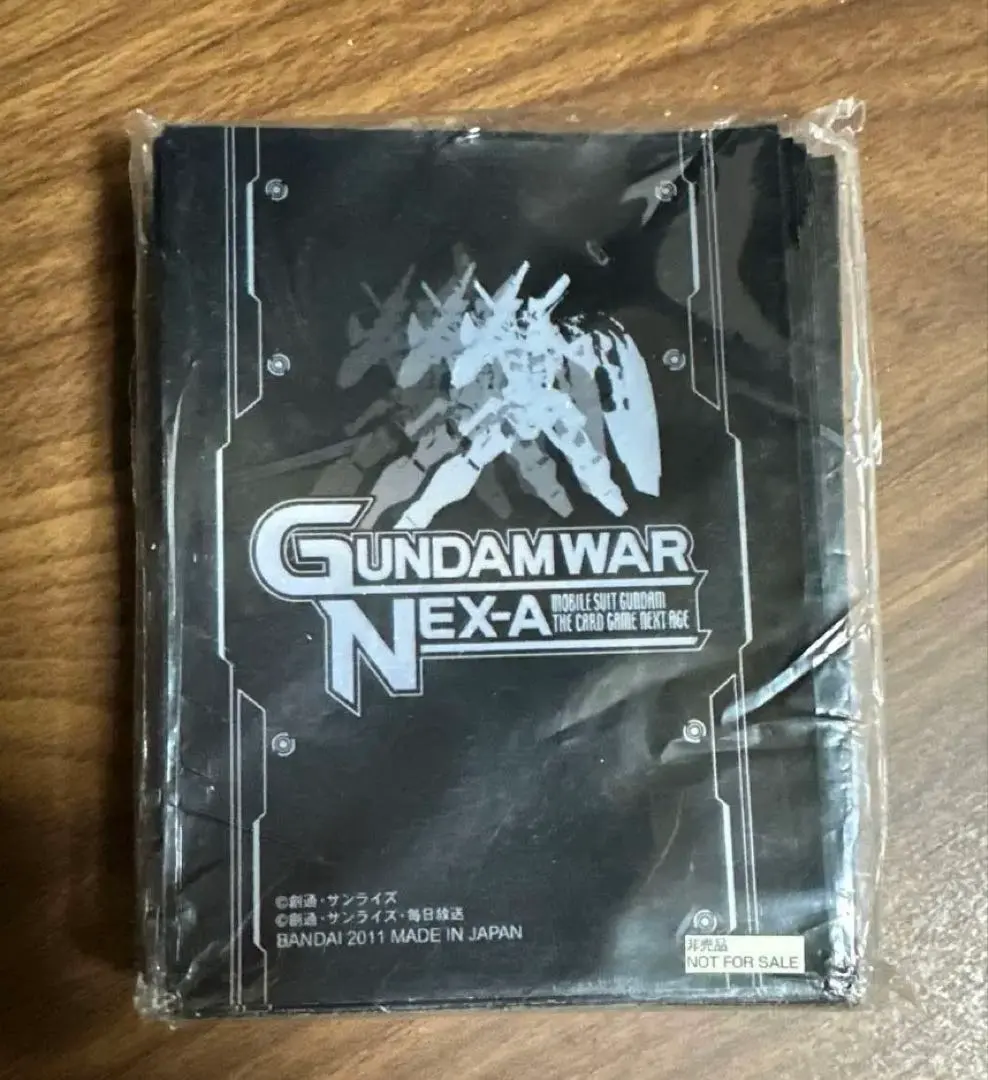 GUNDAM WAR
NEX-A
MOBILE SUIT GUNDAM
THE CARD GAME NEXT AGE
©創通・サンライズ
©創通・サンライズ・毎日放送
BANDAI 2011 MADE IN JAPAN
非売品
NOT FOR SALE